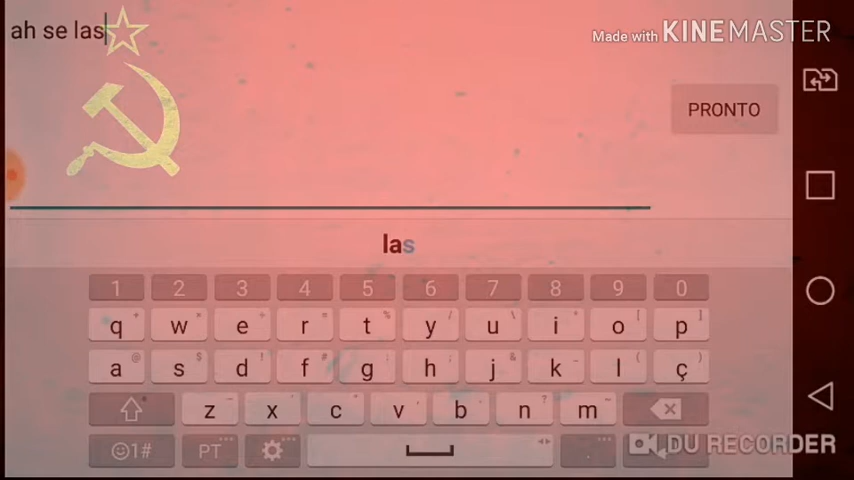 ah se las
Made with KINEMASTER
PRONTO
las
1 2 3 4 5 6 7 8 9 0
q w e r t y u i o p
a s d f g h j k l ç
z x c v b n m
☺1# PT .
DU RECORDER